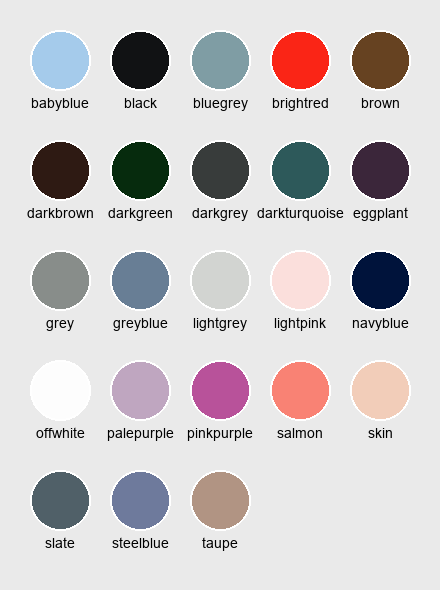 babyblue black bluegrey brightred brown
darkbrown darkgreen darkgrey darkturquoise eggplant
grey greyblue lightgrey lightpink navyblue
offwhite palepurple pinkpurple salmon skin
slate steelblue taupe